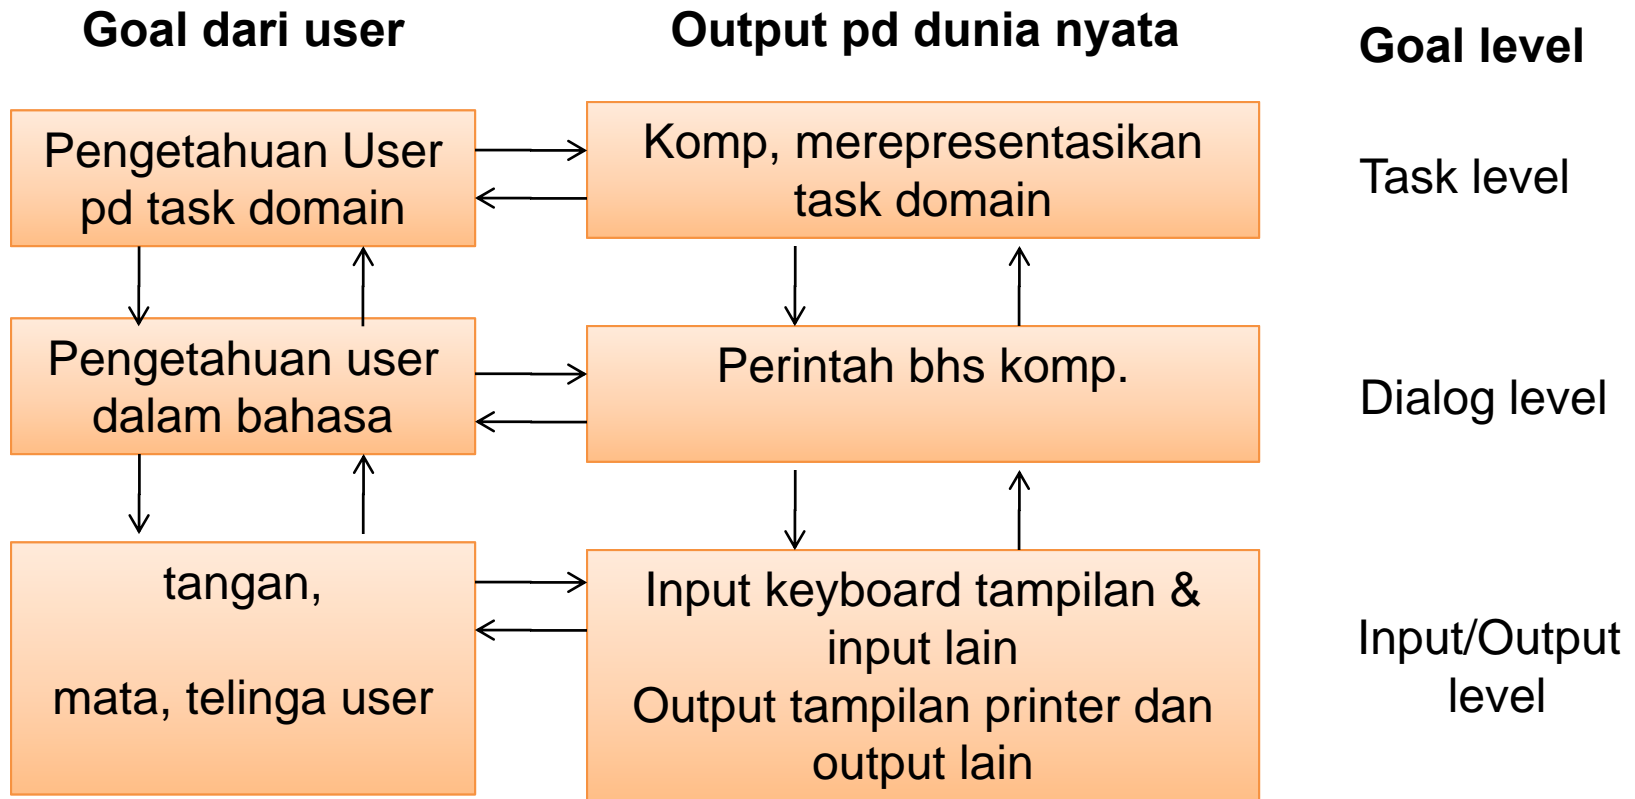 Goal dari user
Output pd dunia nyata
Goal level
Pengetahuan User
pd task domain
Komp, merepresentasikan
task domain
Task level
Pengetahuan user
dalam bahasa
Perintah bhs komp.
Dialog level
tangan,
mata, telinga user
Input keyboard tampilan &
input lain
Output tampilan printer dan
output lain
Input/Output
level